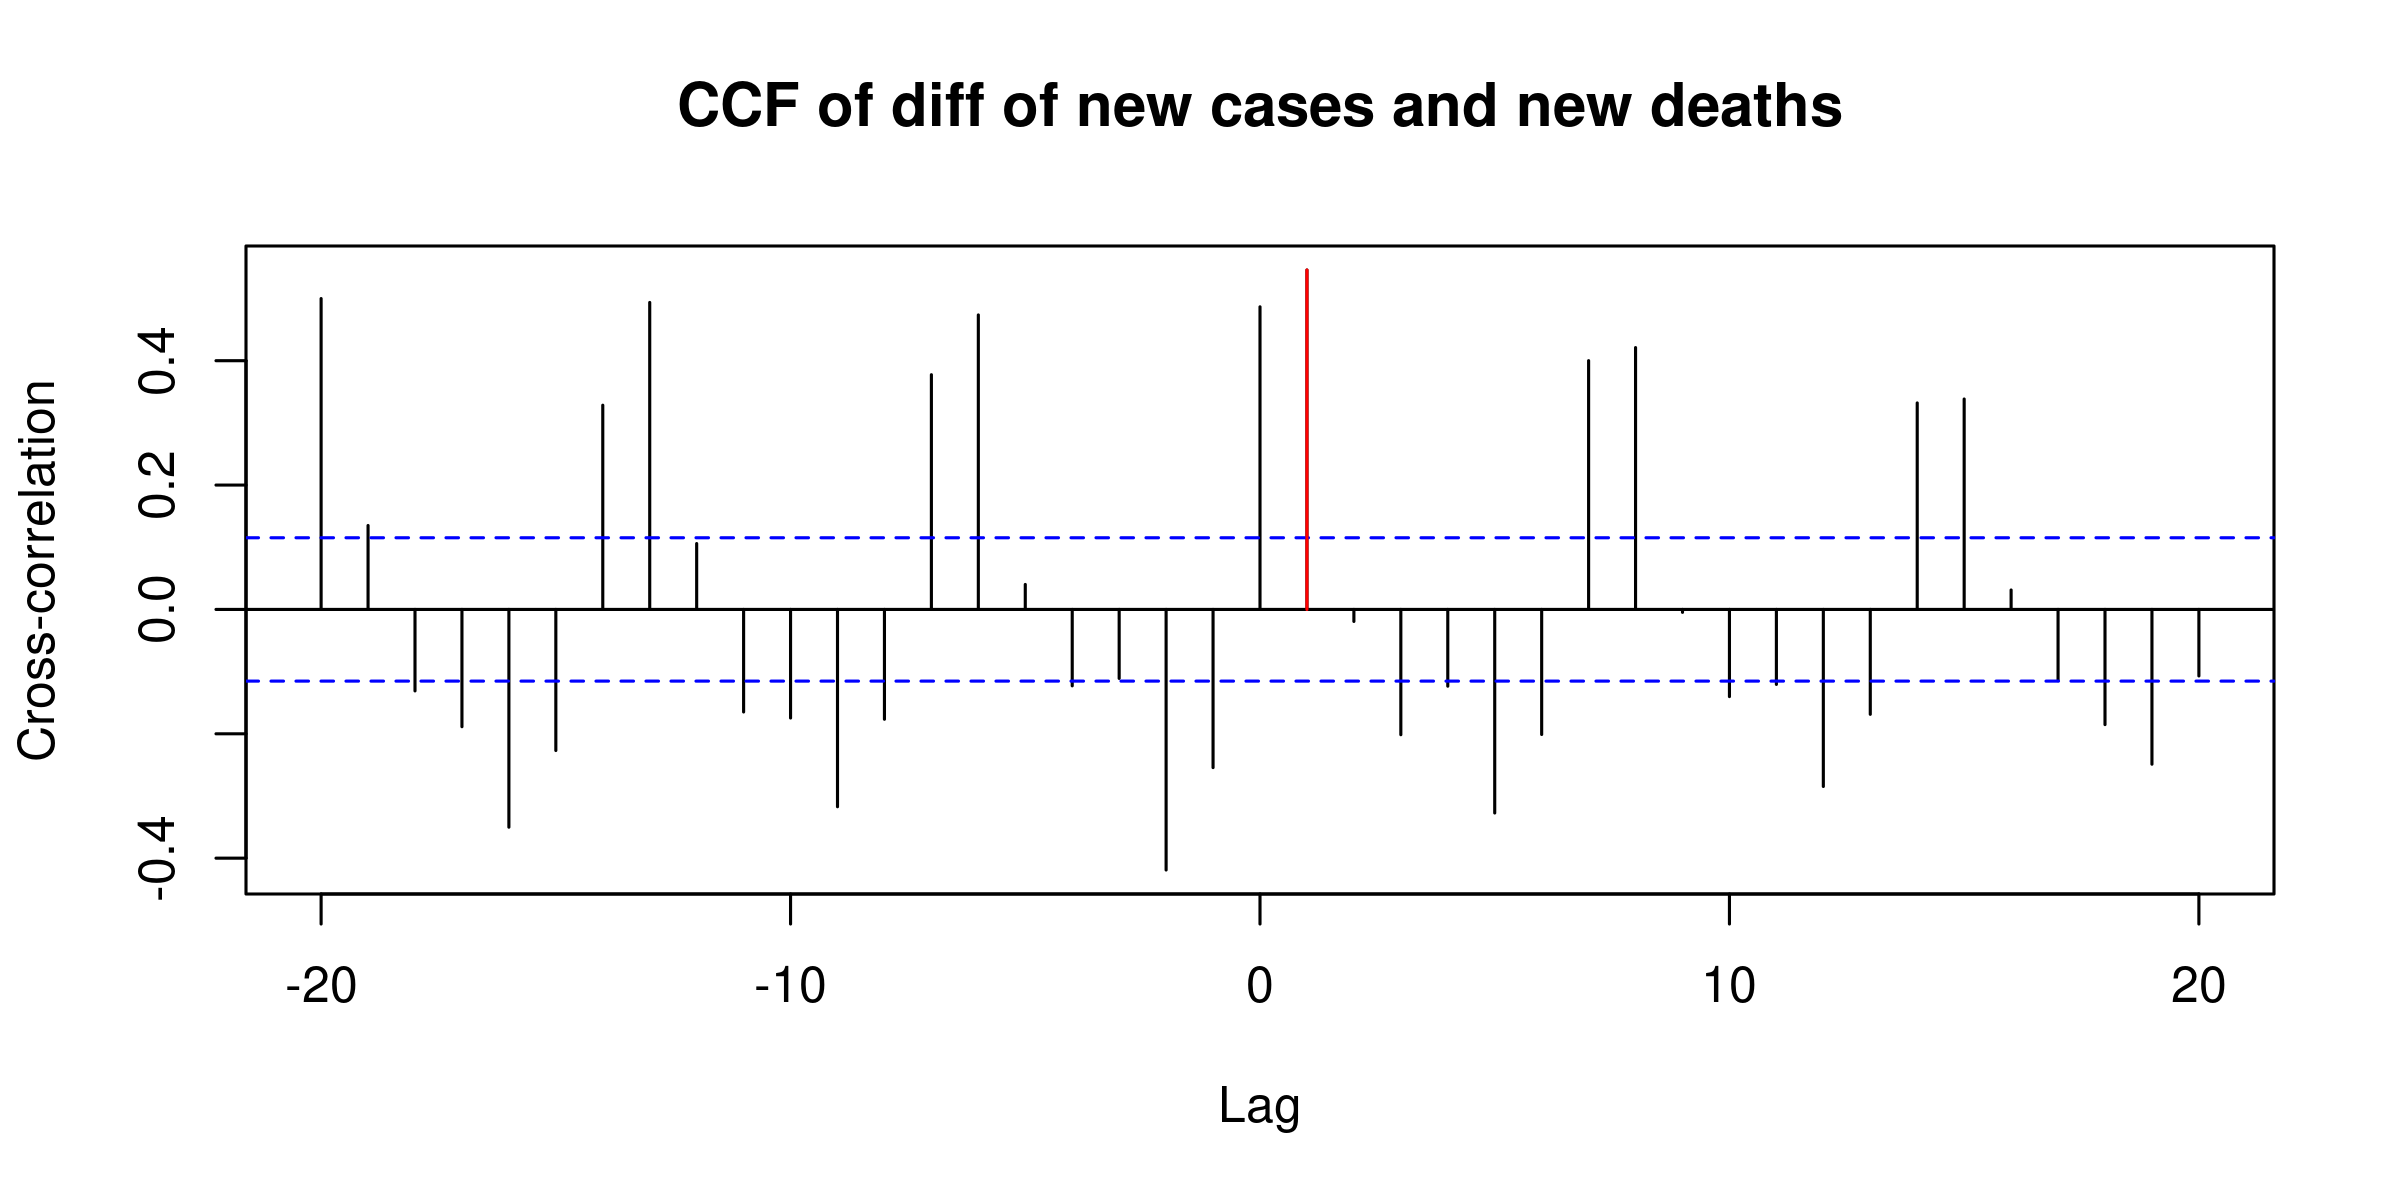 CCF of diff of new cases and new deaths
Cross-correlation
0.4
0.2
0.0
-0.4
-20 -10 0 10 20
Lag